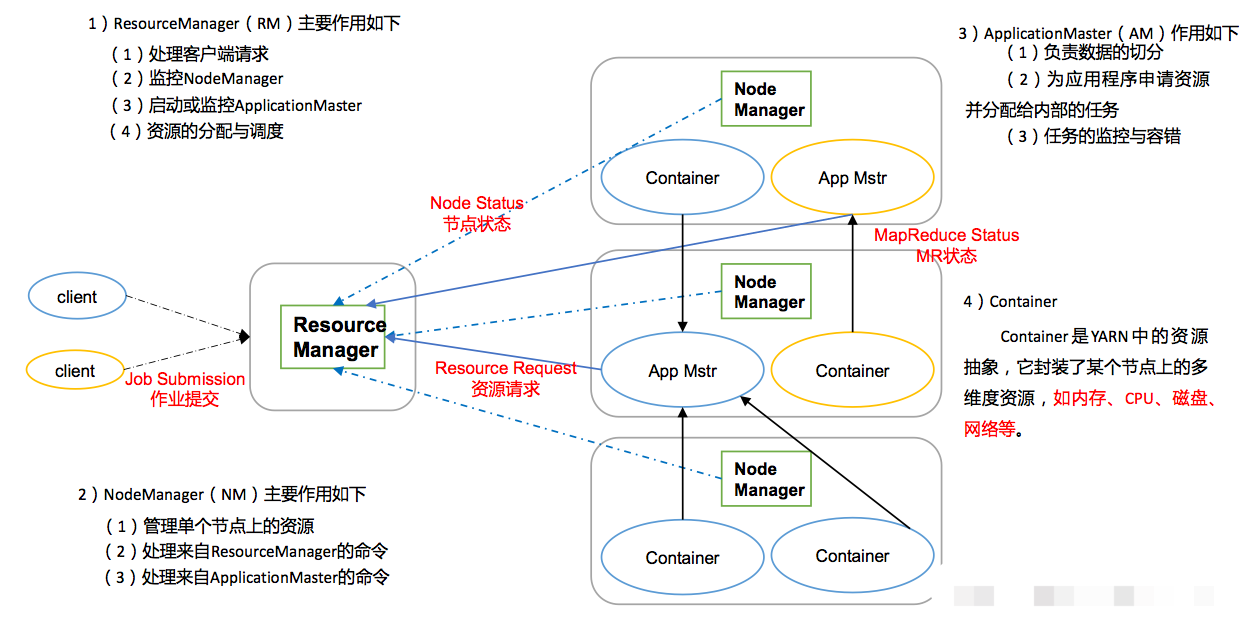 1）ResourceManager（RM）主要作用如下
（1）处理客户端请求
（2）监控NodeManager
（3）启动或监控ApplicationMaster
（4）资源的分配与调度
3）ApplicationMaster（AM）作用如下
（1）负责数据的切分
（2）为应用程序申请资源
并分配给内部的任务
（3）任务的监控与容错
Node
Manager
Container
App Mstr
Node Status
节点状态
MapReduce Status
MR状态
client
client
Job Submission
作业提交
Resource
Manager
Resource Request
资源请求
Node
Manager
App Mstr
Container
4）Container
Container是YARN中的资源
抽象，它封装了某个节点上的多
维度资源，如内存、CPU、磁盘、
网络等。
2）NodeManager（NM）主要作用如下
（1）管理单个节点上的资源
（2）处理来自ResourceManager的命令
（3）处理来自ApplicationMaster的命令
Node
Manager
Container
Container